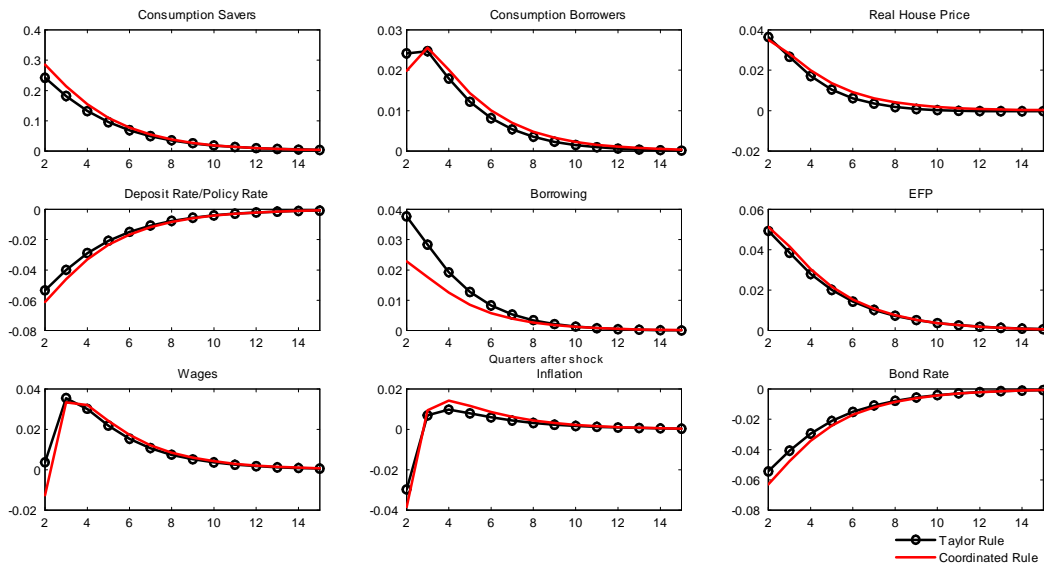 Consumption Savers
0.4
0.3
0.2
0.1
0
2 4 6 8 10 12 14
Consumption Borrowers
0.03
0.02
0.01
0
2 4 6 8 10 12 14
Real House Price
0.04
0.02
0
-0.02
2 4 6 8 10 12 14
Deposit Rate/Policy Rate
0
-0.02
-0.04
-0.06
-0.08
2 4 6 8 10 12 14
Borrowing
0.04
0.03
0.02
0.01
0
2 4 6 8 10 12 14
Quarters after shock
EFP
0.06
0.04
0.02
0
2 4 6 8 10 12 14
Wages
0.04
0.02
0
-0.02
2 4 6 8 10 12 14
Inflation
0.02
0
-0.02
-0.04
2 4 6 8 10 12 14
Bond Rate
0
-0.02
-0.04
-0.06
-0.08
2 4 6 8 10 12 14
Taylor Rule
Coordinated Rule